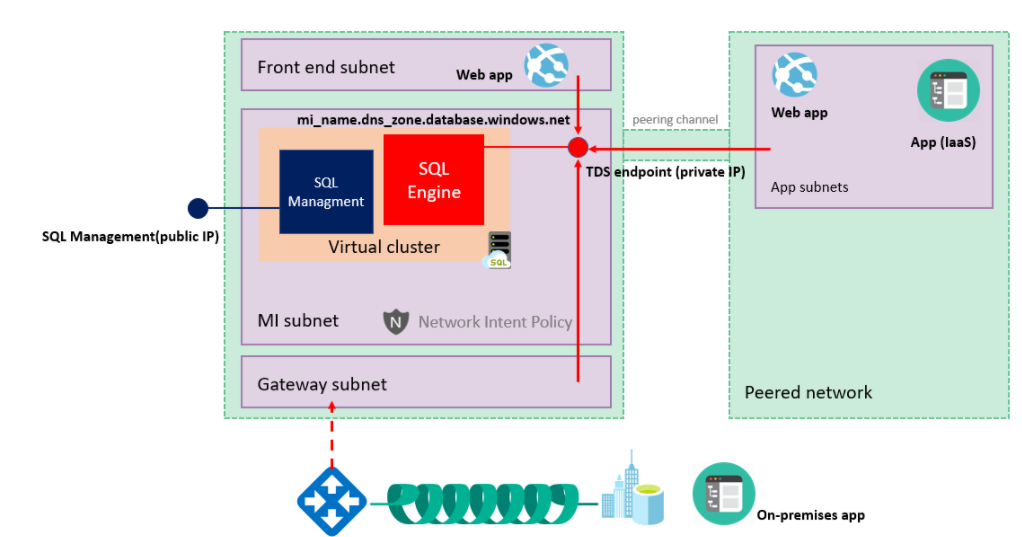 Front end subnet
Web app
mi_name.dns_zone.database.windows.net
SQL
Managment
SQL
Engine
Virtual cluster
SQL
SQL Management(public IP)
MI subnet
N
Network Intent Policy
Gateway subnet
peering channel
TDS endpoint (private IP)
Web app
App (IaaS)
App subnets
Peered network
On-premises app